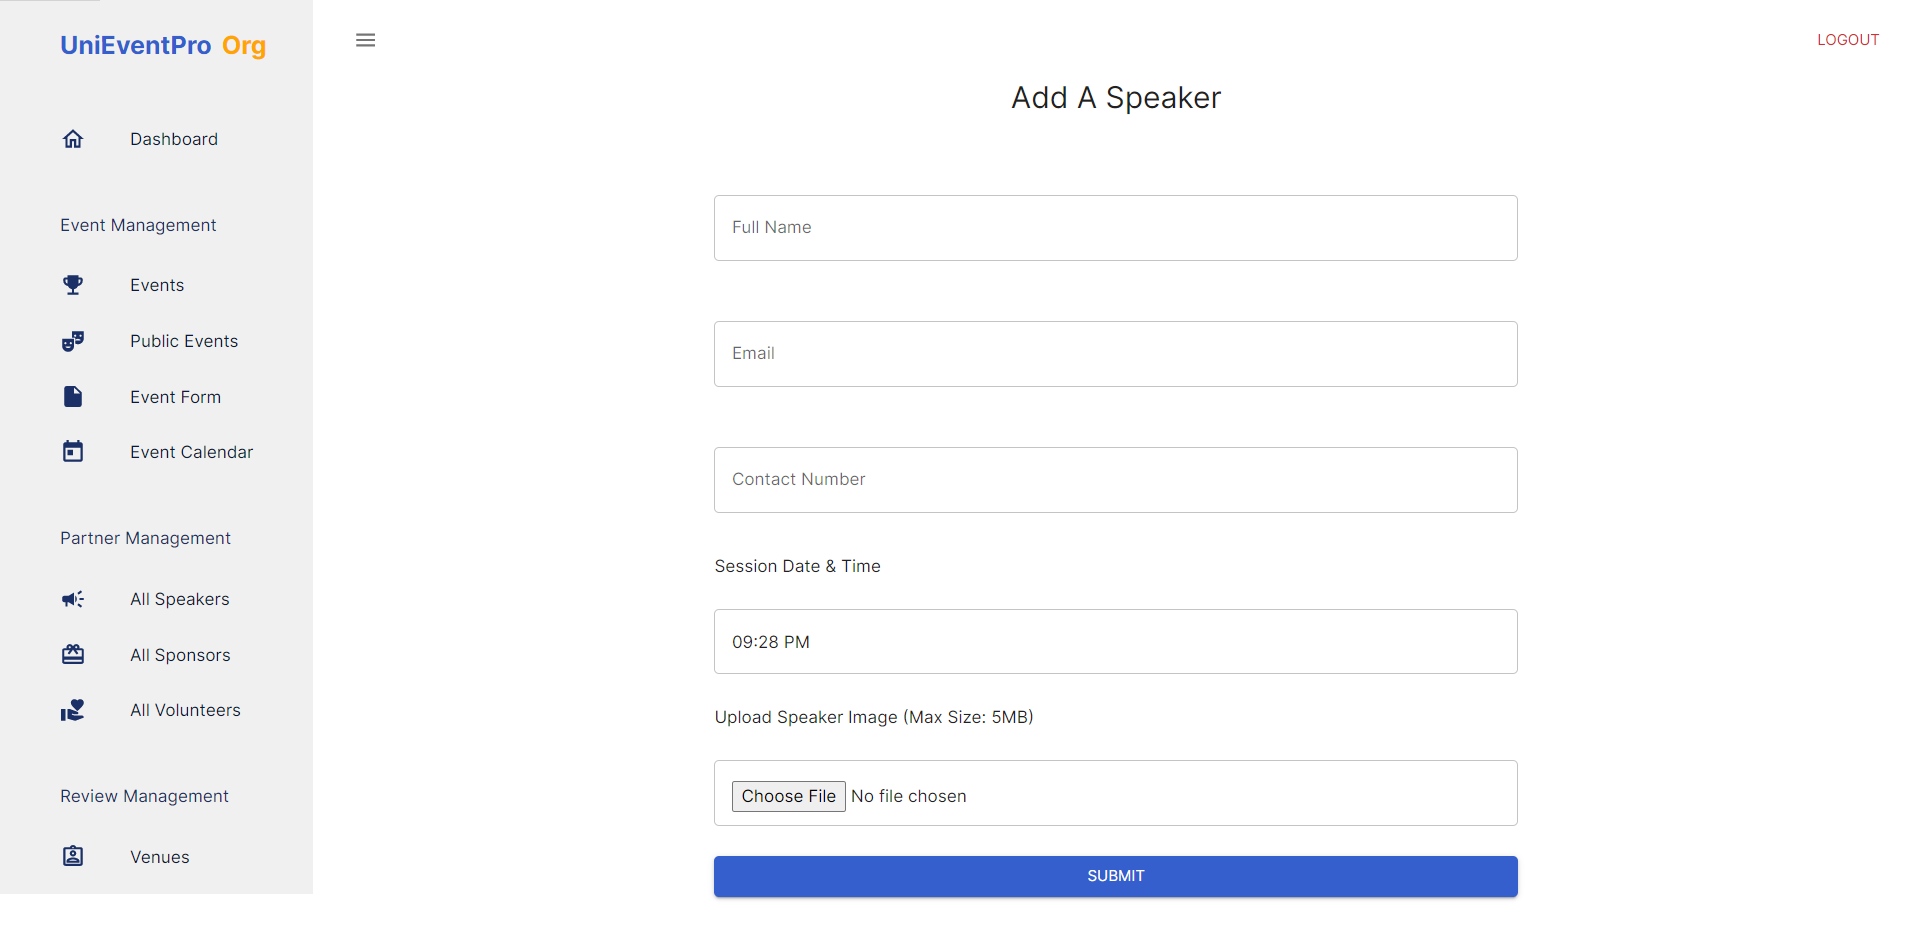 UniEventPro Org
LOGOUT
Add A Speaker
Dashboard
Event Management
Events
Public Events
Event Form
Event Calendar
Partner Management
All Speakers
All Sponsors
All Volunteers
Review Management
Venues
Full Name
Email
Contact Number
Session Date & Time
09:28 PM
Upload Speaker Image (Max Size: 5MB)
Choose File No file chosen
SUBMIT